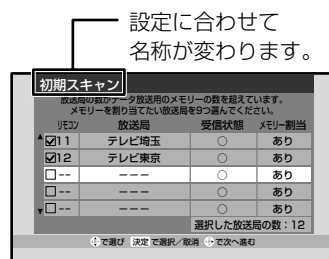 設定に合わせて
名称が変わります。
初期スキャン
放送局の数がデータ放送用のメモリーの数を超えています。
メモリーを割り当てたい放送局を9つ選んでください。
リモコン 放送局 受信状態 メモリー割当
▲ ☑11 テレビ埼玉 ○ あり
☑12 テレビ東京 ○ あり
□-- --- ○ あり
□-- --- ○ あり
▼ □-- --- ○ あり
選択した放送局の数：12
で選び 決定 で選択／取消 で次へ進む